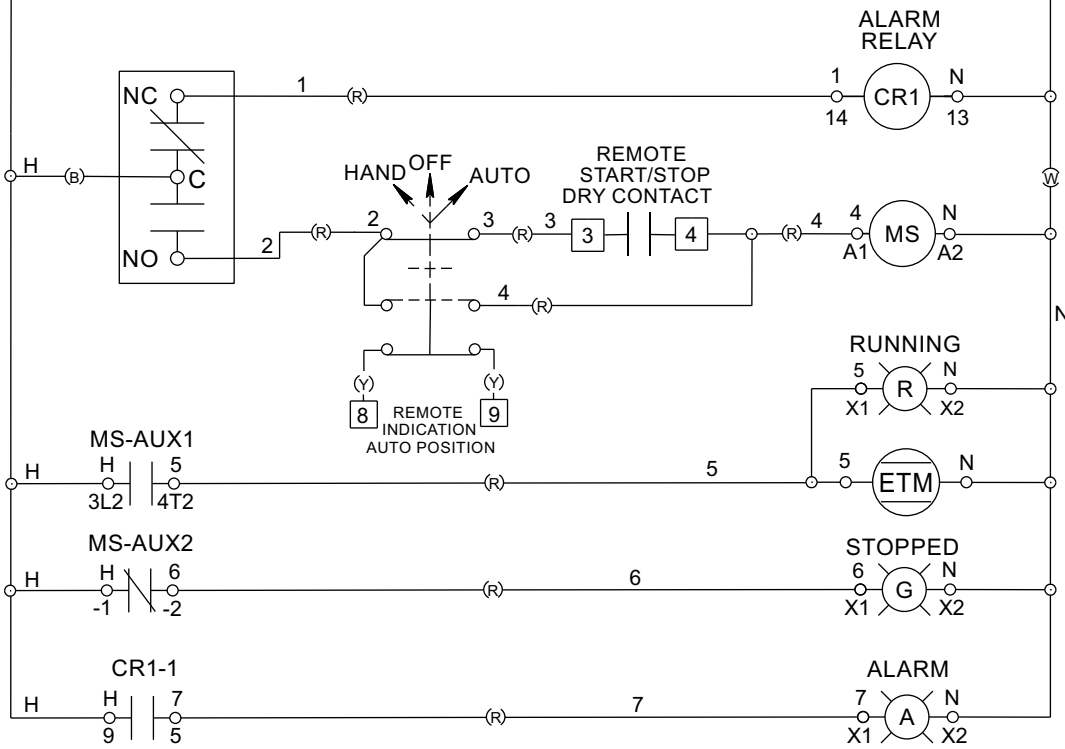 ALARM
RELAY
NC
1
(R)
1
CR1
N
14
13
H
(B)
C
HAND
OFF
AUTO
REMOTE
START/STOP
DRY CONTACT
(W)
2
(R)
2
3
(R)
3
3
4
(R)
4
4
MS
N
A1
A2
NO
4
(R)
N
RUNNING
5
R
N
X1
X2
(Y)
(Y)
8
REMOTE
INDICATION
AUTO POSITION
9
MS-AUX1
H
H
5
(R)
5
5
ETM
N
3L2
4T2
MS-AUX2
STOPPED
H
H
6
(R)
6
6
G
N
-1
-2
X1
X2
CR1-1
ALARM
H
H
7
(R)
7
7
A
N
9
5
X1
X2